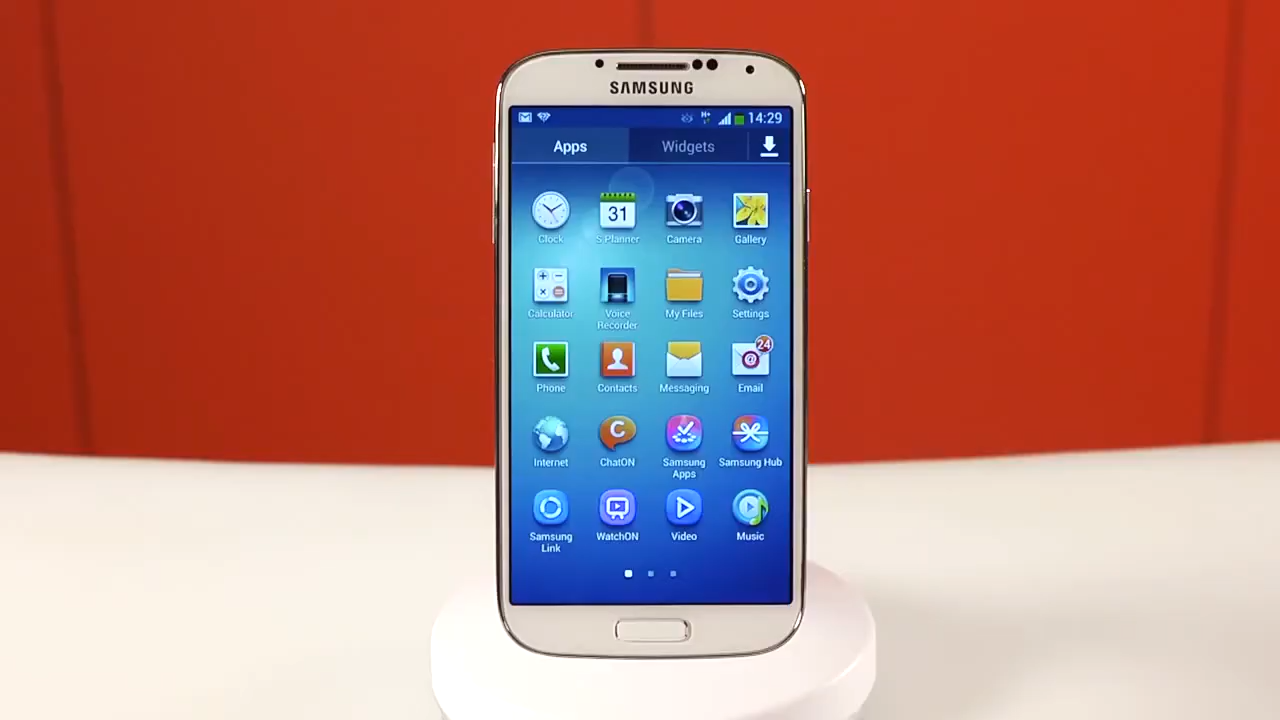 SAMSUNG
H+ 14:29
Apps Widgets
31
Clock S Planner Camera Gallery
Calculator Voice Recorder My Files Settings
24
@
Phone Contacts Messaging Email
C
Internet ChatON Samsung Apps Samsung Hub
Samsung Link WatchON Video Music